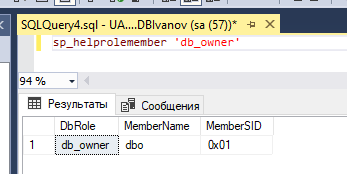 SQLQuery4.sql - UA....DBIvanov (sa (57))*
sp_helprolemember 'db_owner'
94 %
Результаты Сообщения
DbRole MemberName MemberSID
1 db_owner dbo 0x01